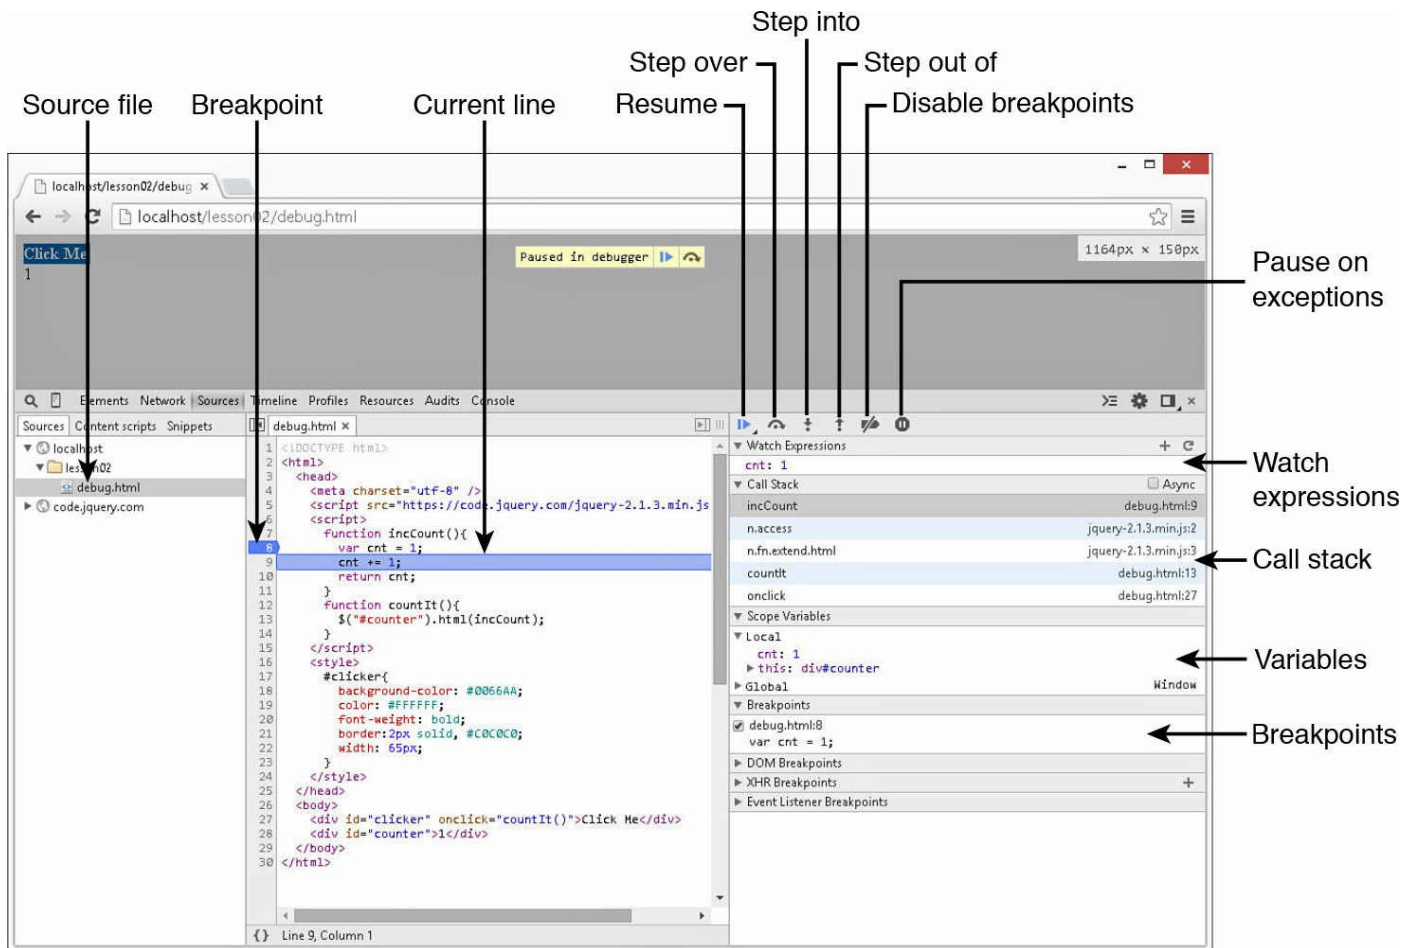 Step into
Step over
Step out of
Source file
Breakpoint
Current line
Resume
Disable breakpoints
localhost/lesson02/debug
localhost/lesson02/debug.html
Click Me
1
Paused in debugger
1164px × 150px
Pause on
exceptions
Elements Network Sources Timeline Profiles Resources Audits Console
Sources Content scripts Snippets
localhost
lesson02
debug.html
code.jquery.com
debug.html
1 <!DOCTYPE html>
2 <html>
3 <head>
4 <meta charset="utf-8" />
5 <script src="https://code.jquery.com/jquery-2.1.3.min.js
6 <script>
7 function incCount(){
8 var cnt = 1;
9 cnt += 1;
10 return cnt;
11 }
12 function countIt(){
13 $("#counter").html(incCount);
14 }
15 </script>
16 <style>
17 #clicker{
18 background-color: #0066AA;
19 color: #FFFFFF;
20 font-weight: bold;
21 border:2px solid, #C0C0C0;
22 width: 65px;
23 }
24 </style>
25 </head>
26 <body>
27 <div id="clicker" onclick="countIt()">Click Me</div>
28 <div id="counter">1</div>
29 </body>
30 </html>
{} Line 9, Column 1
Watch Expressions
cnt: 1
Call Stack Async
incCount debug.html:9
n.access jquery-2.1.3.min.js:2
n.fn.extend.html jquery-2.1.3.min.js:3
countIt debug.html:13
onclick debug.html:27
Scope Variables
Local
cnt: 1
this: div#counter
Global Window
Breakpoints
debug.html:8
var cnt = 1;
DOM Breakpoints
XHR Breakpoints
Event Listener Breakpoints
Watch
expressions
Call stack
Variables
Breakpoints